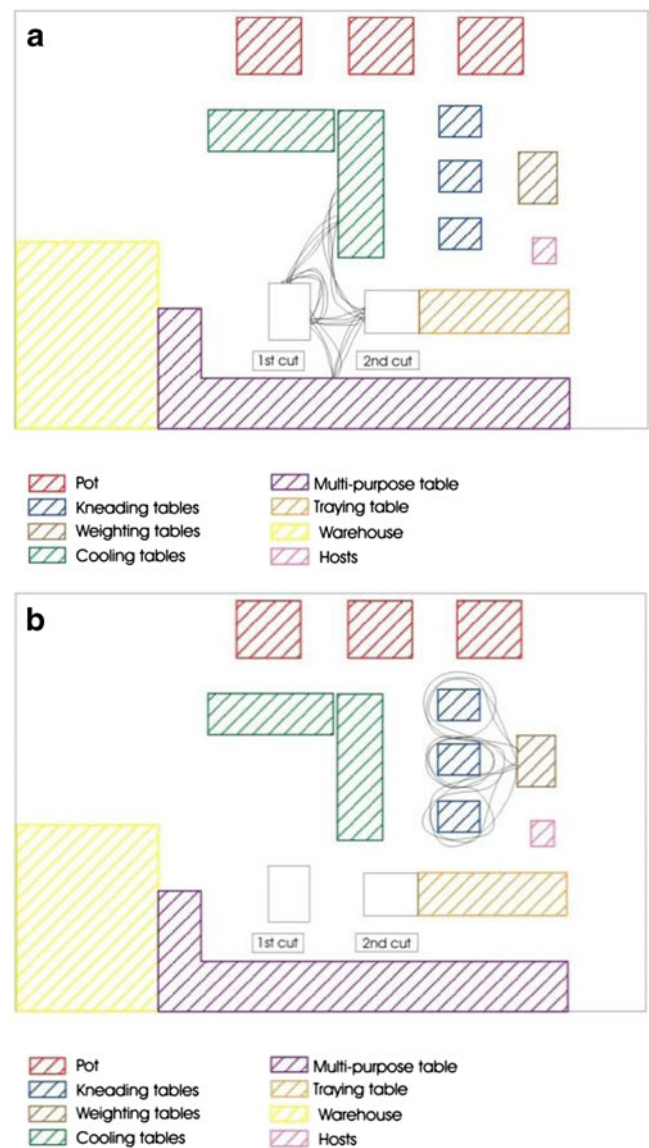 a
1st cut 2nd cut
Pot Multi-purpose table
Kneading tables Traying table
Weighting tables Warehouse
Cooling tables Hosts
b
1st cut 2nd cut
Pot Multi-purpose table
Kneading tables Traying table
Weighting tables Warehouse
Cooling tables Hosts